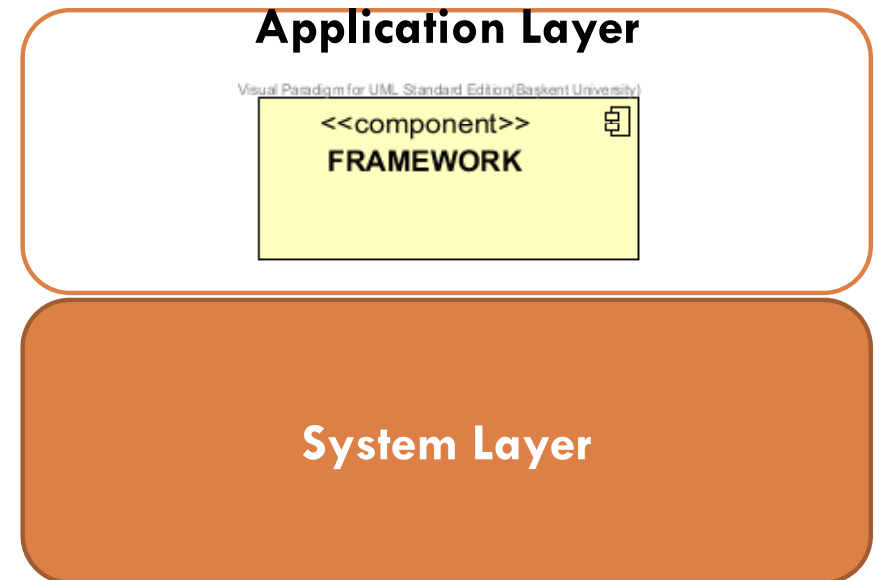 Application Layer
Visual Paradigm for UML Standard Edition(Başkent University)
<<component>>
FRAMEWORK
System Layer